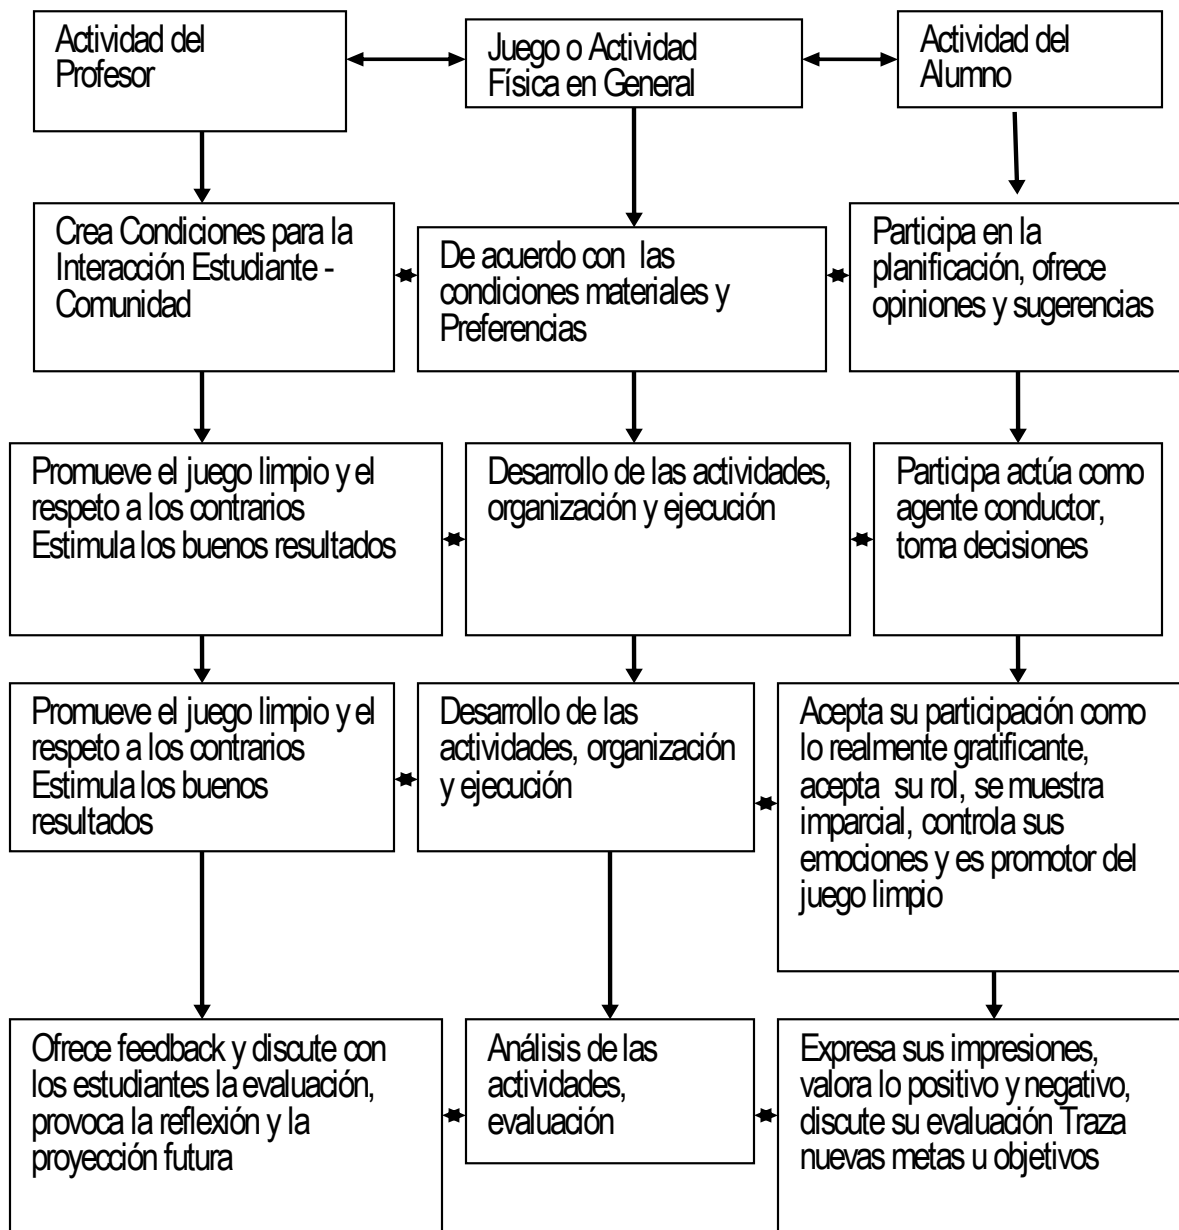 Actividad del
Profesor
Juego o Actividad
Física en General
Actividad del
Alumno
Crea Condiciones para la
Interacción Estudiante -
Comunidad
De acuerdo con las
condiciones materiales y
Preferencias
Participa en la
planificación, ofrece
opiniones y sugerencias
Promueve el juego limpio y el
respeto a los contrarios
Estimula los buenos resultados
Desarrollo de las actividades,
organización y ejecución
Participa actúa como
agente conductor,
toma decisiones
Promueve el juego limpio y el
respeto a los contrarios
Estimula los buenos
resultados
Desarrollo de las
actividades, organización
y ejecución
Acepta su participación como
lo realmente gratificante,
acepta su rol, se muestra
imparcial, controla sus
emociones y es promotor del
juego limpio
Ofrece feedback y discute con
los estudiantes la evaluación,
provoca la reflexión y la
proyección futura
Análisis de las
actividades,
evaluación
Expresa sus impresiones,
valora lo positivo y negativo,
discute su evaluación Traza
nuevas metas u objetivos